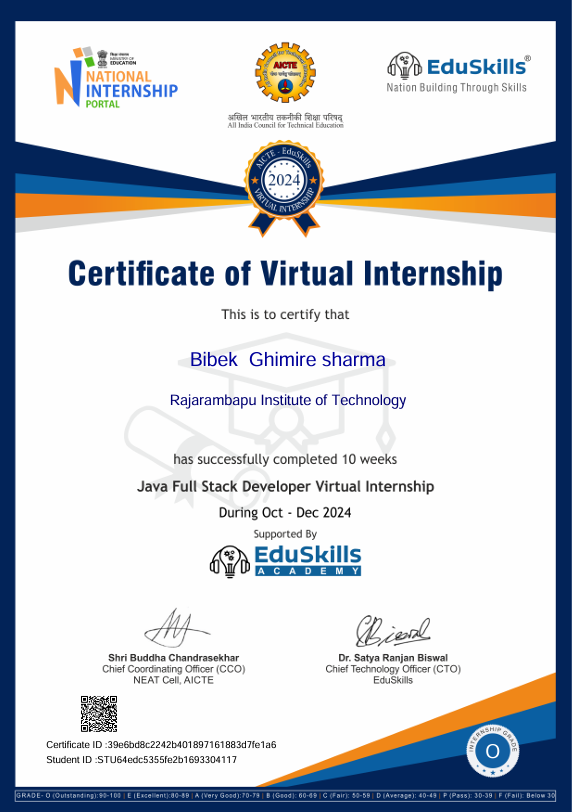 शिक्षा मंत्रालय
MINISTRY OF
EDUCATION
NATIONAL
INTERNSHIP
PORTAL
AICTE
अखिल भारतीय तकनीकी शिक्षा परिषद्
All India Council for Technical Education
EduSkills®
Nation Building Through Skills
AICTE - EduSkills
2024
VIRTUAL INTERNSHIP
Certificate of Virtual Internship
This is to certify that
Bibek Ghimire sharma
Rajarambapu Institute of Technology
has successfully completed 10 weeks
Java Full Stack Developer Virtual Internship
During Oct - Dec 2024
Supported By
EduSkills
ACADEMY
Shri Buddha Chandrasekhar
Chief Coordinating Officer (CCO)
NEAT Cell, AICTE
Dr. Satya Ranjan Biswal
Chief Technology Officer (CTO)
EduSkills
Certificate ID :39e6bd8c2242b401897161883d7fe1a6
Student ID :STU64edc5355fe2b1693304117
INTERNSHIP GRADE
O
GRADE- O (Outstanding):90-100 | E (Excellent):80-89 | A (Very Good):70-79 | B (Good): 60-69 | C (Fair): 50-59 | D (Average): 40-49 | P (Pass): 30-39 | F (Fail): Below 30